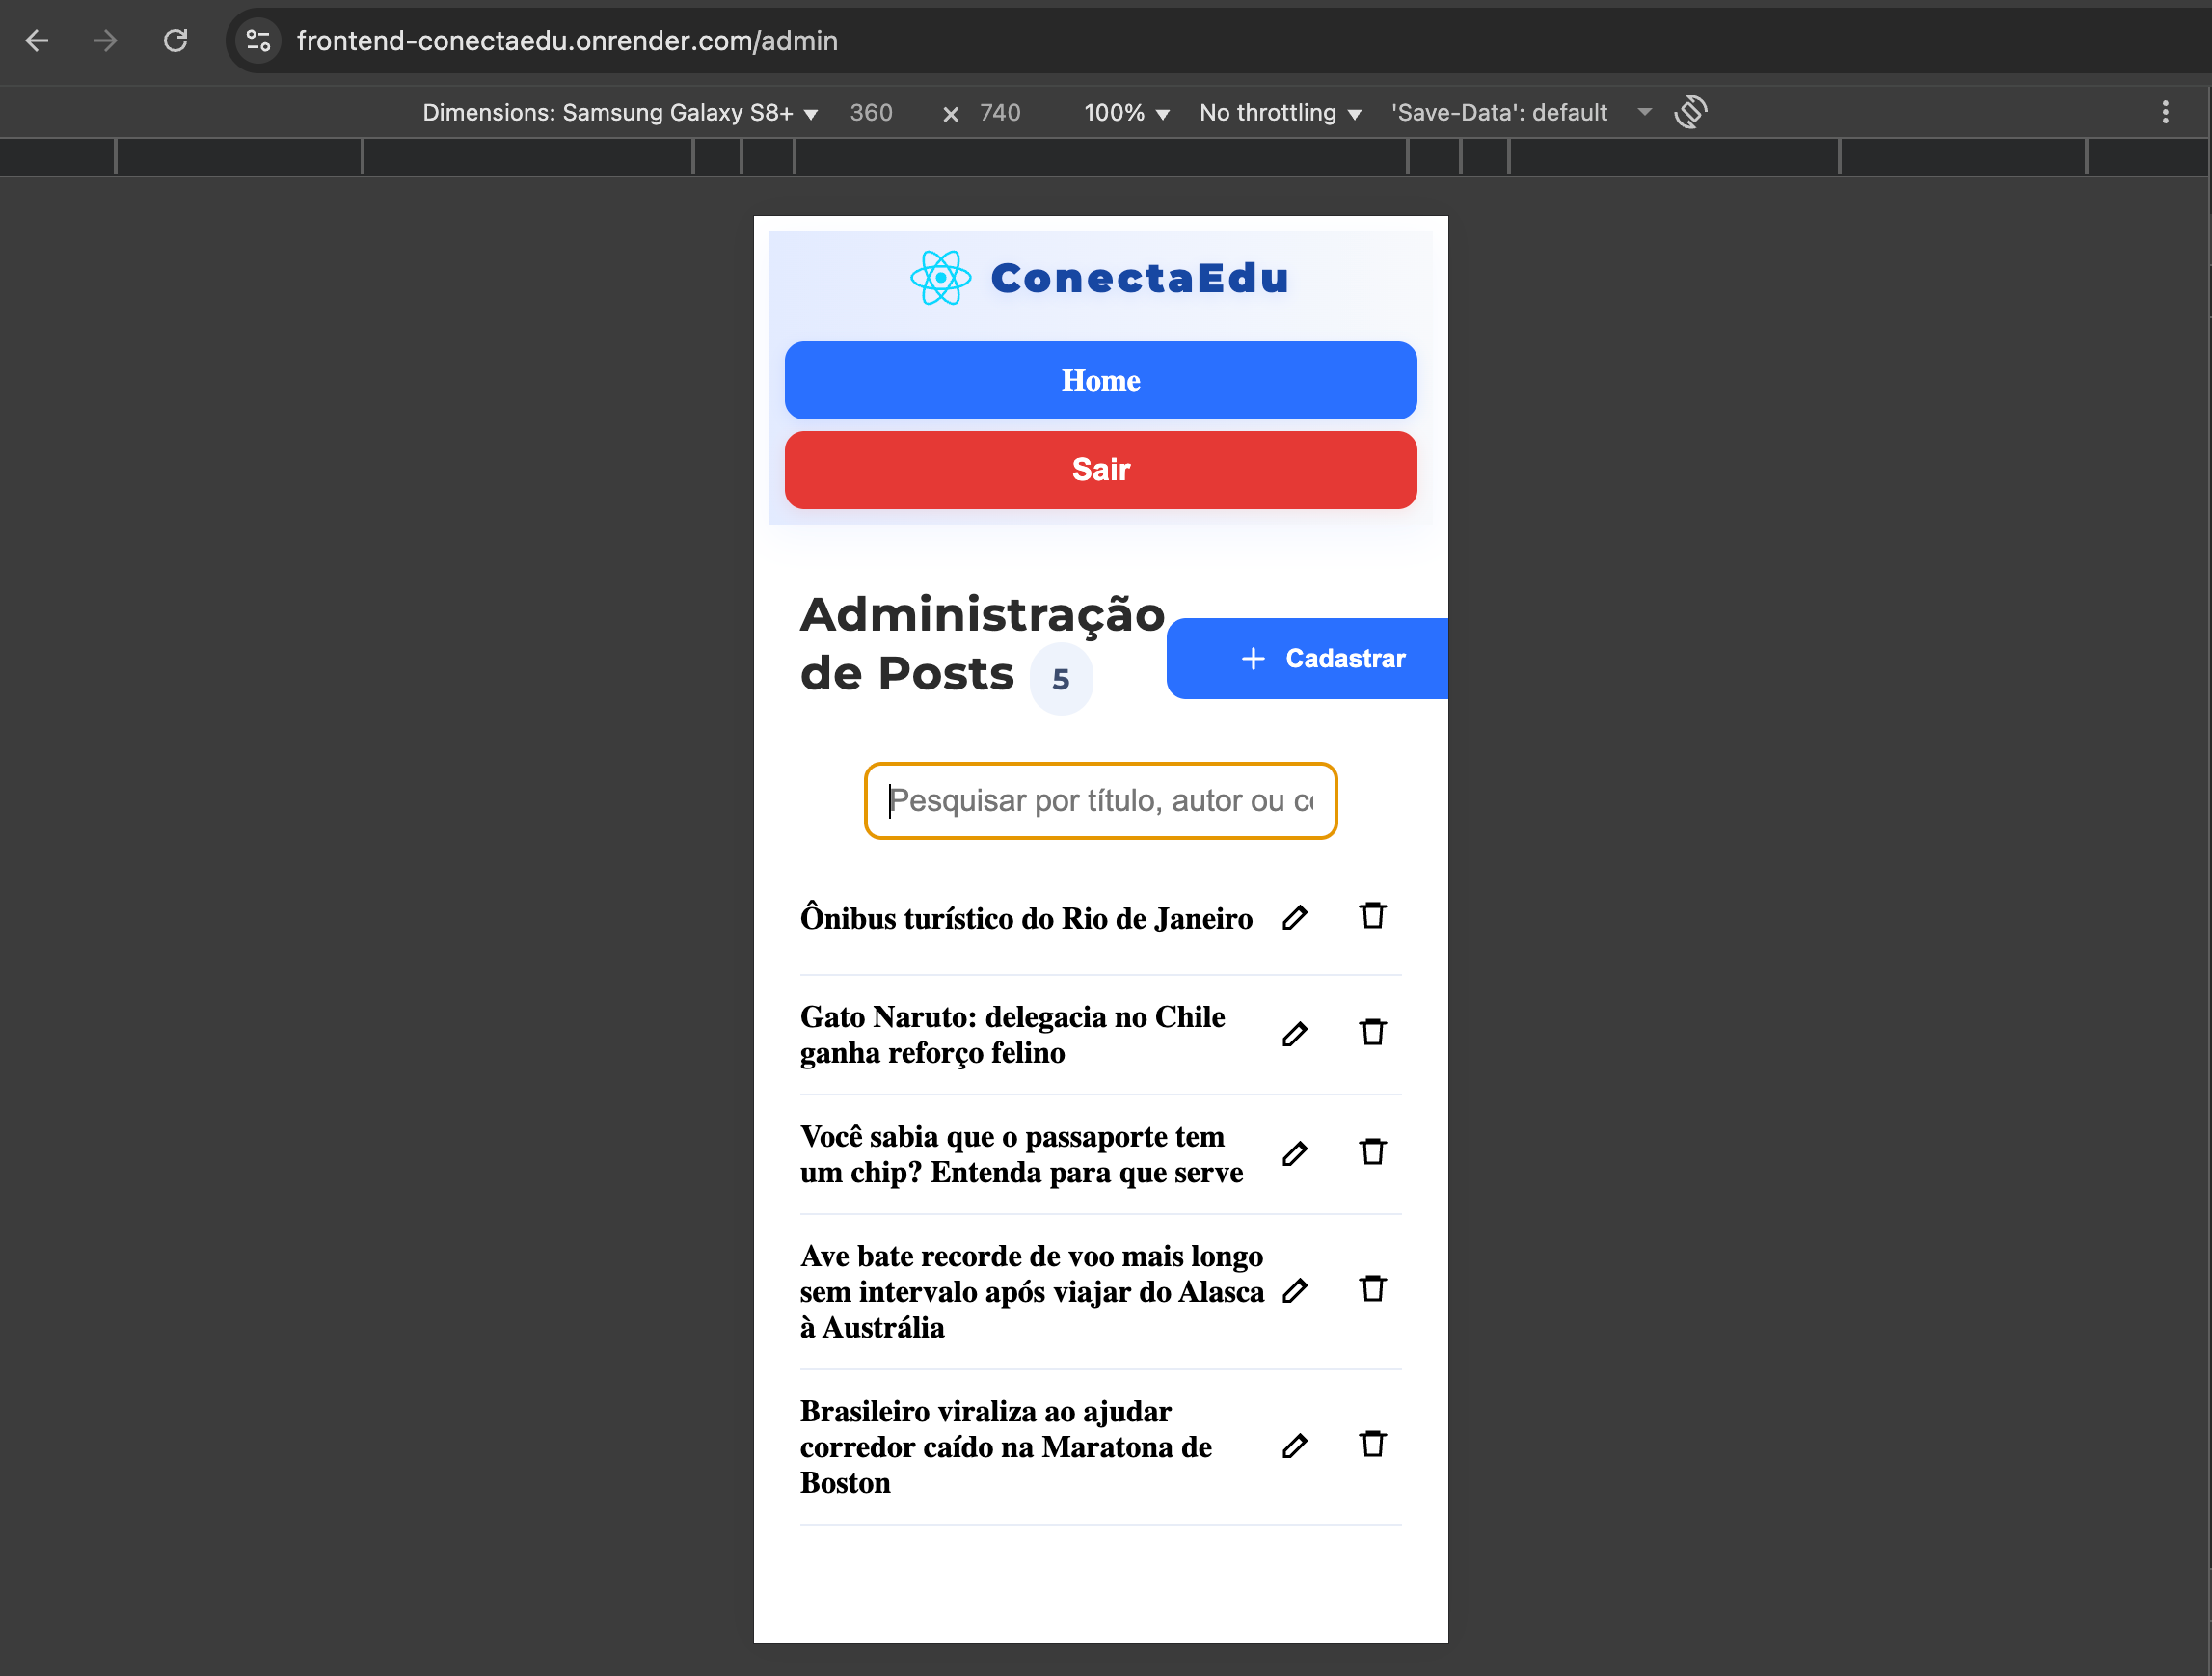 frontend-conectaedu.onrender.com/admin
Dimensions: Samsung Galaxy S8+ 360 × 740 100% No throttling 'Save-Data': default
ConectaEdu
Home
Sair
Administração
de Posts 5
+ Cadastrar
Pesquisar por título, autor ou
Ônibus turístico do Rio de Janeiro
Gato Naruto: delegacia no Chile
ganha reforço felino
Você sabia que o passaporte tem
um chip? Entenda para que serve
Ave bate recorde de voo mais longo
sem intervalo após viajar do Alasca
à Austrália
Brasileiro viraliza ao ajudar
corredor caído na Maratona de
Boston